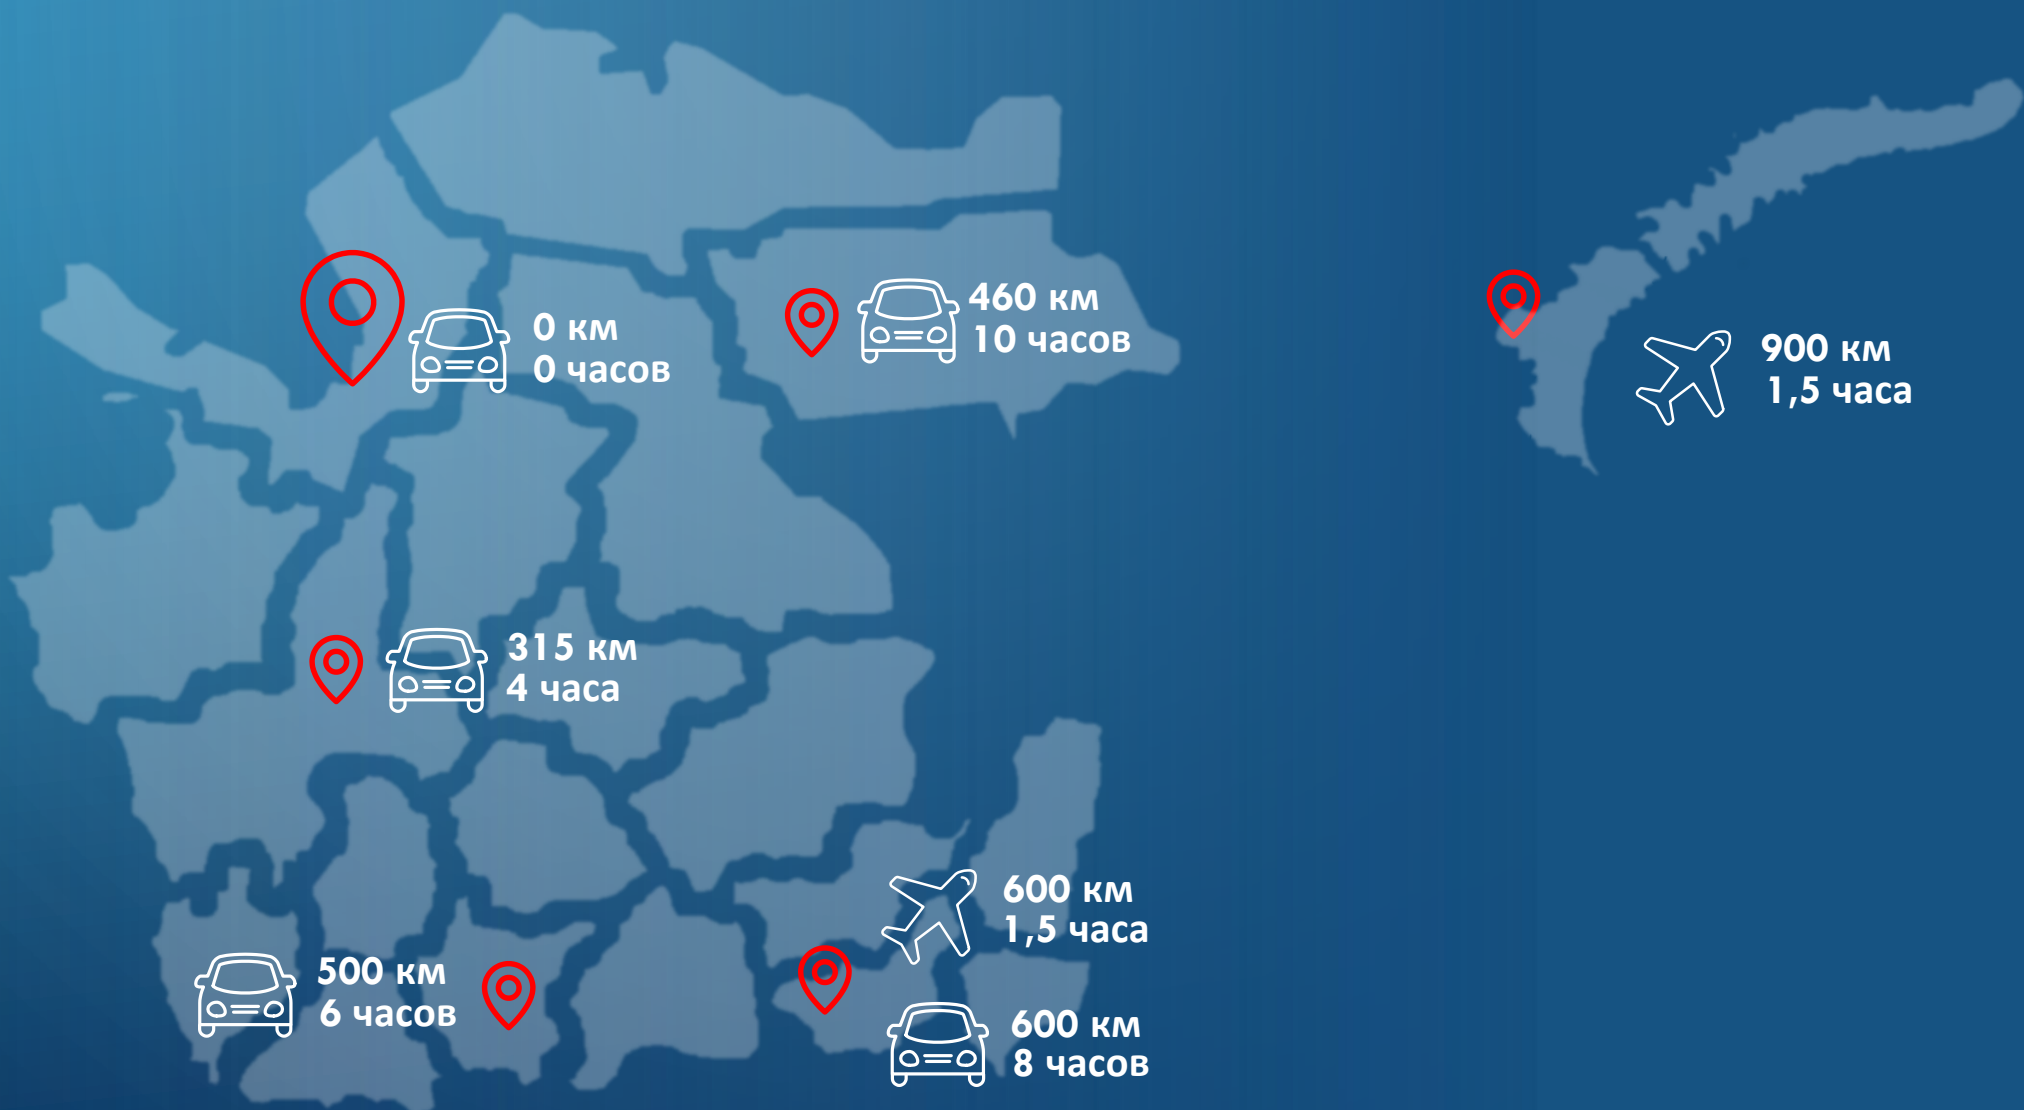 0 км
0 часов
460 км
10 часов
900 км
1,5 часа
315 км
4 часа
600 км
1,5 часа
500 км
6 часов
600 км
8 часов